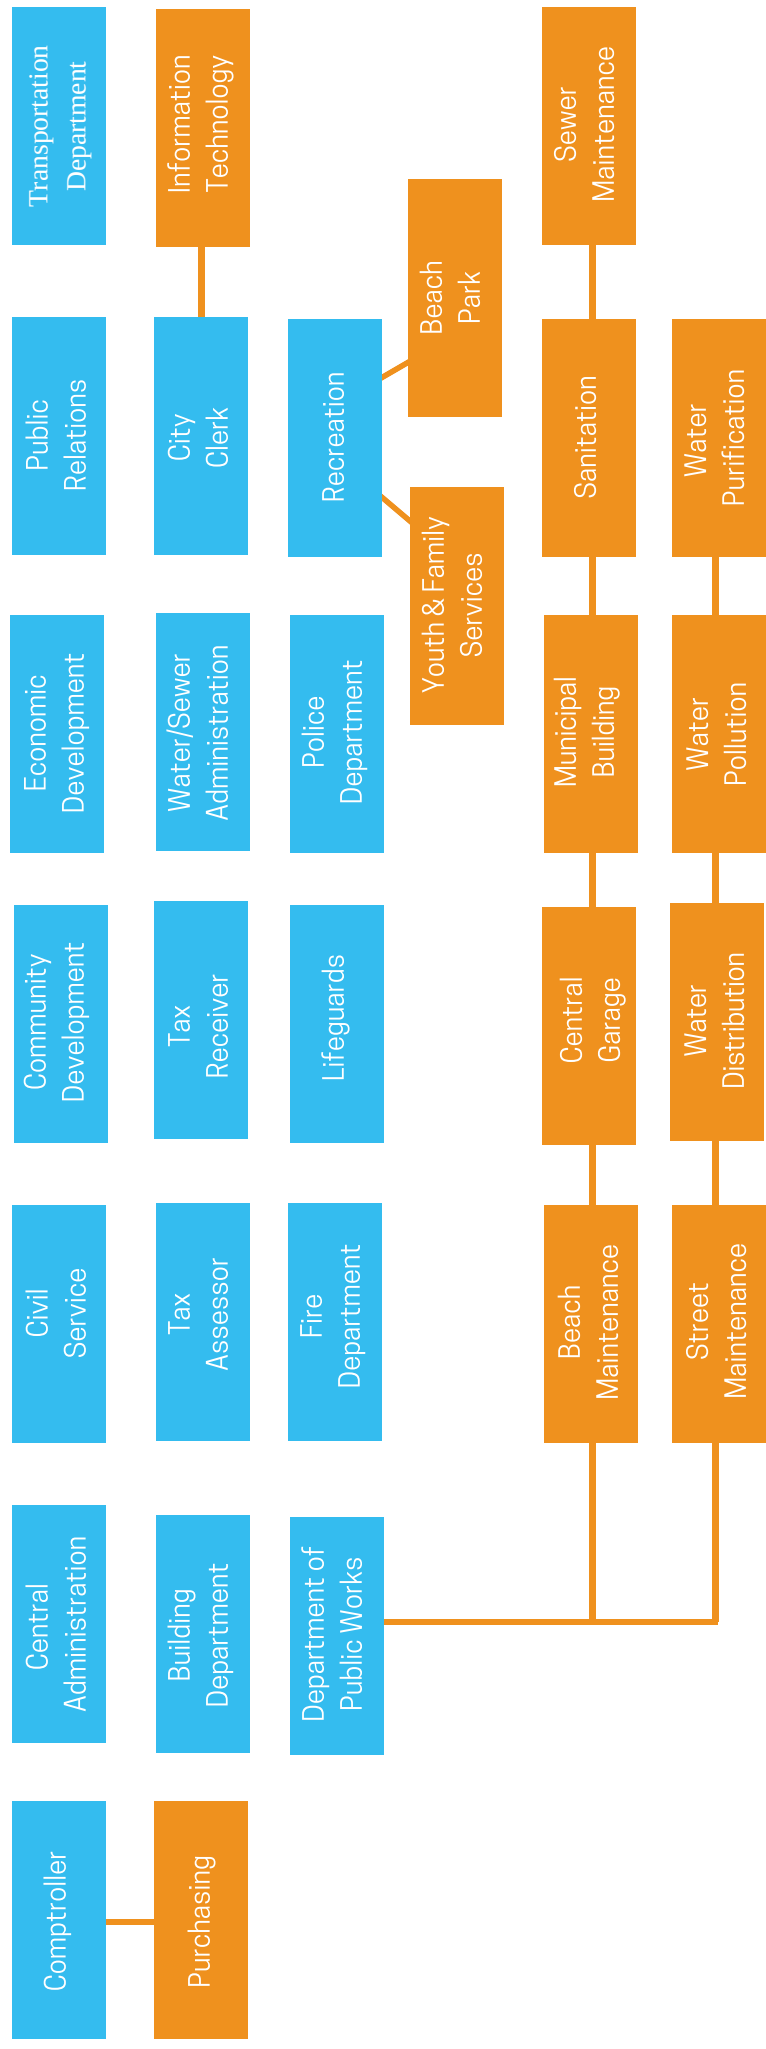 Comptroller
Central
Administration
Civil
Service
Community
Development
Economic
Development
Public
Relations
Transportation
Department
Purchasing
Building
Department
Tax
Assessor
Tax
Receiver
Water/Sewer
Administration
City
Clerk
Information
Technology
Department of
Public Works
Fire
Department
Lifeguards
Police
Department
Recreation
Youth & Family
Services
Beach
Park
Beach
Maintenance
Central
Garage
Municipal
Building
Sanitation
Sewer
Maintenance
Street
Maintenance
Water
Distribution
Water
Pollution
Water
Purification